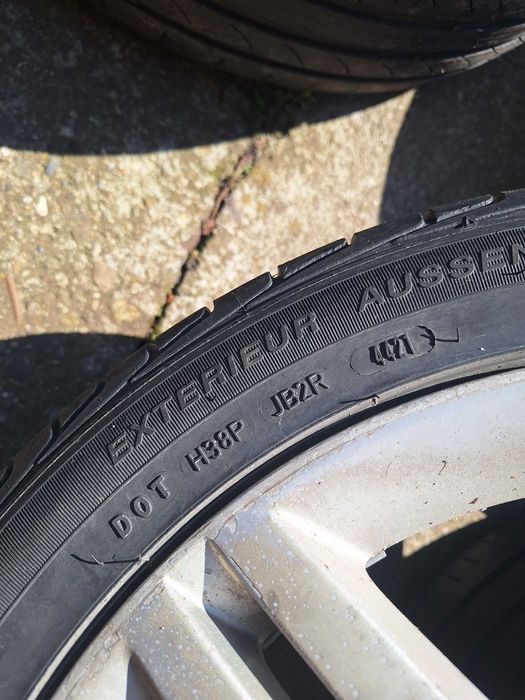 EXTERIEUR AUSSEN
DOT H38P JB2R 4421